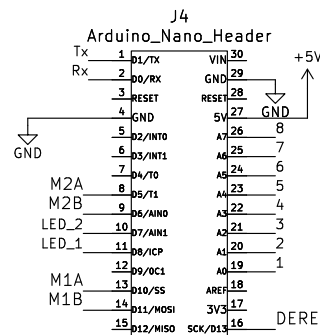 J4
Arduino_Nano_Header
Tx 1 D1/TX VIN 30 +5V
Rx 2 D0/RX GND 29
3 RESET RESET 28 GND
4 GND 5V 27
GND 5 D2/INT0 A7 26 8
6 D3/INT1 A6 25 7
7 D4/T0 A5 24 6
M2A 8 D5/T1 A4 23 5
M2B 9 D6/AIN0 A3 22 4
LED_2 10 D7/AIN1 A2 21 3
LED_1 11 D8/ICP A1 20 2
12 D9/OC1 A0 19 1
M1A 13 D10/SS AREF 18
M1B 14 D11/MOSI 3V3 17
15 D12/MISO SCK/D13 16 DERE